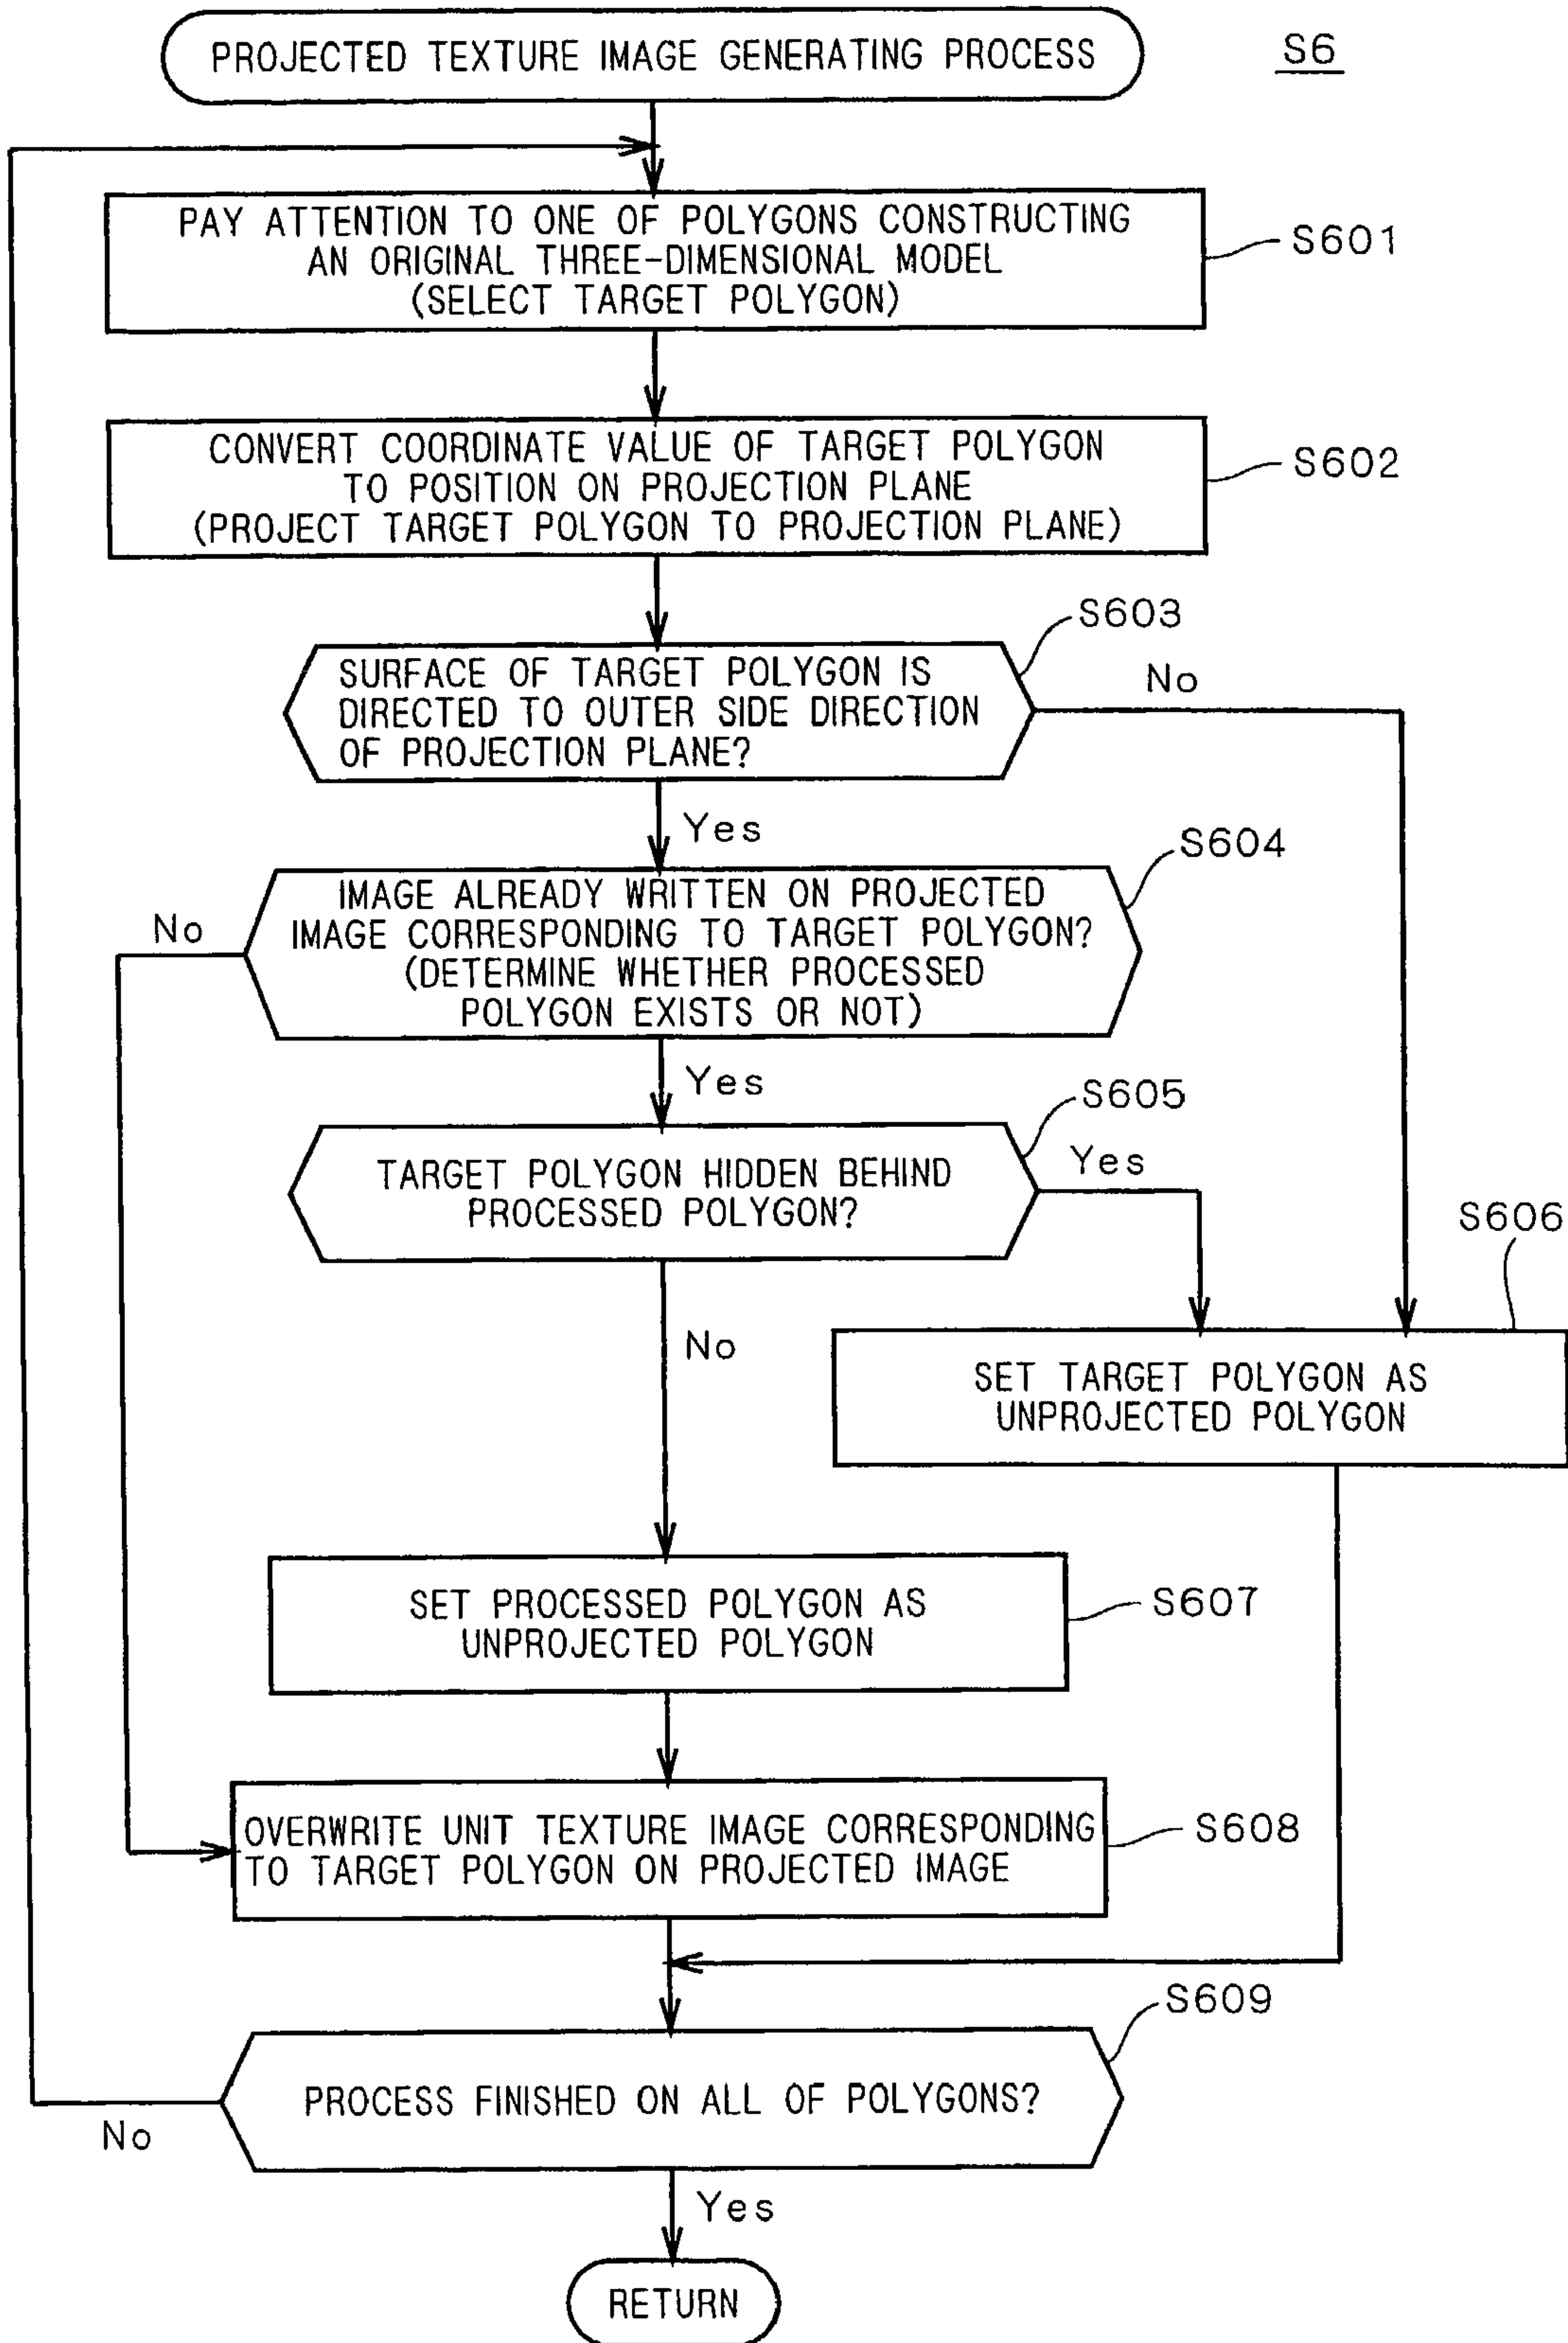 PROJECTED TEXTURE IMAGE GENERATING PROCESS
S6
PAY ATTENTION TO ONE OF POLYGONS CONSTRUCTING
AN ORIGINAL THREE-DIMENSIONAL MODEL
(SELECT TARGET POLYGON)
S601
CONVERT COORDINATE VALUE OF TARGET POLYGON
TO POSITION ON PROJECTION PLANE
(PROJECT TARGET POLYGON TO PROJECTION PLANE)
S602
S603
SURFACE OF TARGET POLYGON IS
DIRECTED TO OUTER SIDE DIRECTION
OF PROJECTION PLANE?
No
Yes
S604
IMAGE ALREADY WRITTEN ON PROJECTED
IMAGE CORRESPONDING TO TARGET POLYGON?
(DETERMINE WHETHER PROCESSED
POLYGON EXISTS OR NOT)
No
Yes
S605
TARGET POLYGON HIDDEN BEHIND
PROCESSED POLYGON?
Yes
No
S606
SET TARGET POLYGON AS
UNPROJECTED POLYGON
SET PROCESSED POLYGON AS
UNPROJECTED POLYGON
S607
OVERWRITE UNIT TEXTURE IMAGE CORRESPONDING
TO TARGET POLYGON ON PROJECTED IMAGE
S608
S609
PROCESS FINISHED ON ALL OF POLYGONS?
No
Yes
RETURN